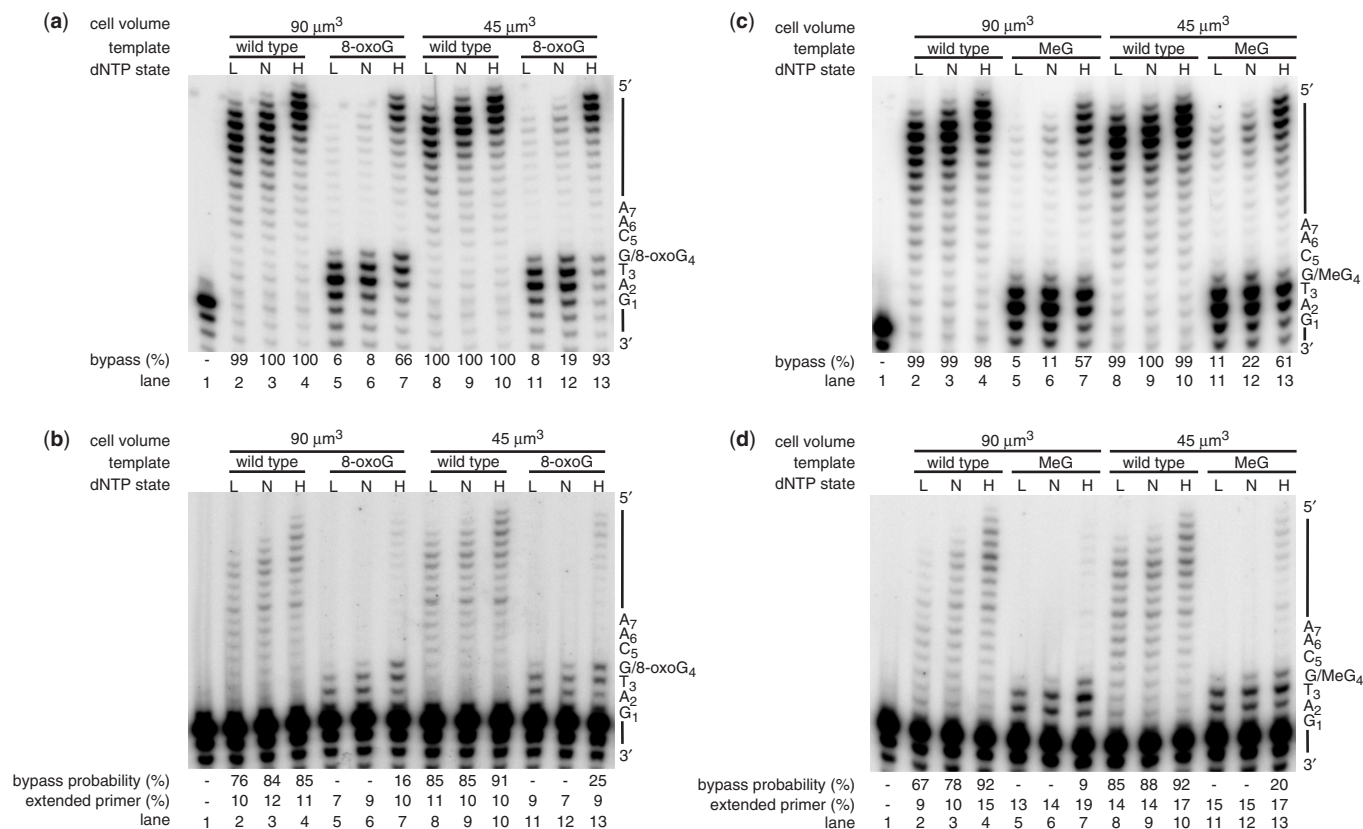 (a)
cell volume 90 μm³ 45 μm³
template wild type 8-oxoG wild type 8-oxoG
dNTP state L N H L N H L N H L N H
5′
A₇
A₆
C₅
G/8-oxoG₄
T₃
A₂
G₁
3′
bypass (%) - 99 100 100 6 8 66 100 100 100 8 19 93
lane 1 2 3 4 5 6 7 8 9 10 11 12 13
(c)
cell volume 90 μm³ 45 μm³
template wild type MeG wild type MeG
dNTP state L N H L N H L N H L N H
5′
A₇
A₆
C₅
G/MeG₄
T₃
A₂
G₁
3′
bypass (%) - 99 99 98 5 11 57 99 100 99 11 22 61
lane 1 2 3 4 5 6 7 8 9 10 11 12 13
(b)
cell volume 90 μm³ 45 μm³
template wild type 8-oxoG wild type 8-oxoG
dNTP state L N H L N H L N H L N H
5′
A₇
A₆
C₅
G/8-oxoG₄
T₃
A₂
G₁
3′
bypass probability (%) - 76 84 85 - - 16 85 85 91 - - 25
extended primer (%) - 10 12 11 7 9 10 11 10 10 9 7 9
lane 1 2 3 4 5 6 7 8 9 10 11 12 13
(d)
cell volume 90 μm³ 45 μm³
template wild type MeG wild type MeG
dNTP state L N H L N H L N H L N H
5′
A₇
A₆
C₅
G/MeG₄
T₃
A₂
G₁
3′
bypass probability (%) - 67 78 92 - - 9 85 88 92 - - 20
extended primer (%) - 9 10 15 13 14 19 14 14 17 15 15 17
lane 1 2 3 4 5 6 7 8 9 10 11 12 13